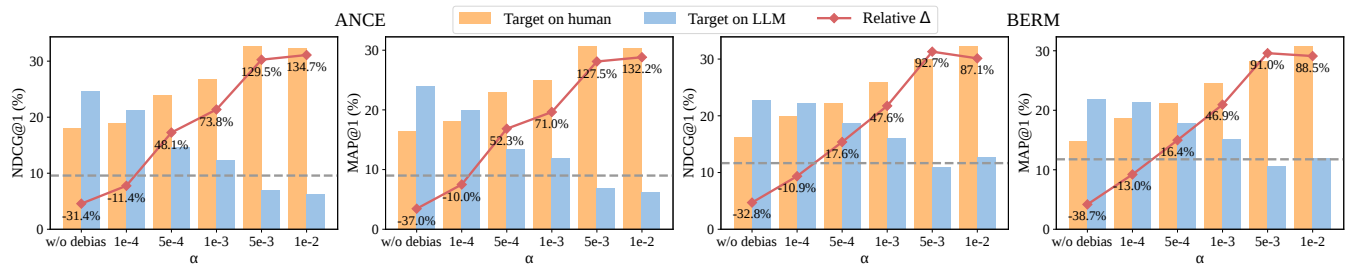 ANCE
Target on human
Target on LLM
Relative Δ
BERM
NDCG@1 (%)
30
20
10
0
-31.4%
-11.4%
48.1%
73.8%
129.5%
134.7%
w/o debias 1e-4 5e-4 1e-3 5e-3 1e-2
α
MAP@1 (%)
30
20
10
0
-37.0%
-10.0%
52.3%
71.0%
127.5%
132.2%
w/o debias 1e-4 5e-4 1e-3 5e-3 1e-2
α
NDCG@1 (%)
30
20
10
0
-32.8%
-10.9%
17.6%
47.6%
92.7%
87.1%
w/o debias 1e-4 5e-4 1e-3 5e-3 1e-2
α
MAP@1 (%)
30
20
10
0
-38.7%
-13.0%
16.4%
46.9%
91.0%
88.5%
w/o debias 1e-4 5e-4 1e-3 5e-3 1e-2
α